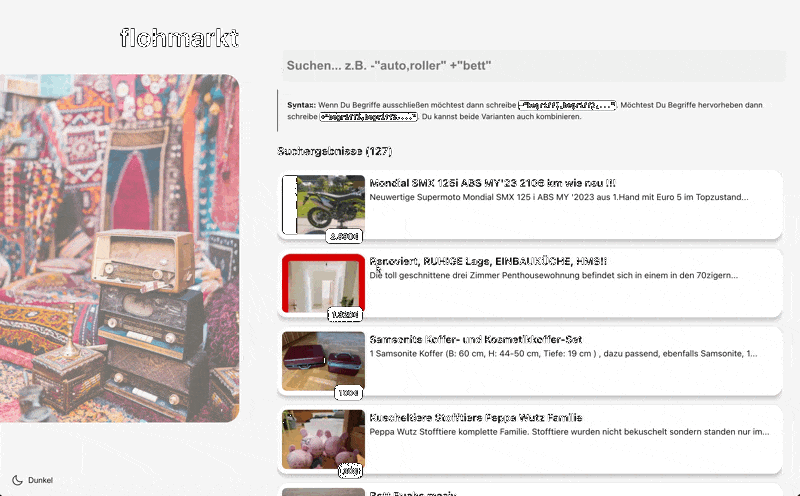 flohmarkt
Suchen... z.B. -"auto,roller" +"bett"
Syntax: Wenn Du Begriffe ausschließen möchtest dann schreibe -"begriff1,begriff2,...". Möchtest Du Begriffe hervorheben dann
schreibe +"begriff1,begriff2,...". Du kannst beide Varianten auch kombinieren.
Suchergebnisse (127)
Mondial SMX 125i ABS MY'23 2100 km wie neu !!!
Neuwertige Supermoto Mondial SMX 125 i ABS MY '2023 aus 1.Hand mit Euro 5 im Topzustand...
Renoviert, RUHIGE Lage, EINBAUKÜCHE, HMS!!
Die toll geschnittene drei Zimmer Penthousewohnung befindet sich in einem in den 70zigern...
Samsonite Koffer- und Kosmetikkoffer-Set
1 Samsonite Koffer (B: 60 cm, H: 44-50 cm, Tiefe: 19 cm ) , dazu passend, ebenfalls Samsonite, 1...
100€
Kuscheltiere Stofftiere Peppa Wutz Familie
Peppa Wutz Stofftiere komplette Familie. Stofftiere wurden nicht bekuschelt sondern standen nur im...
Dunkel